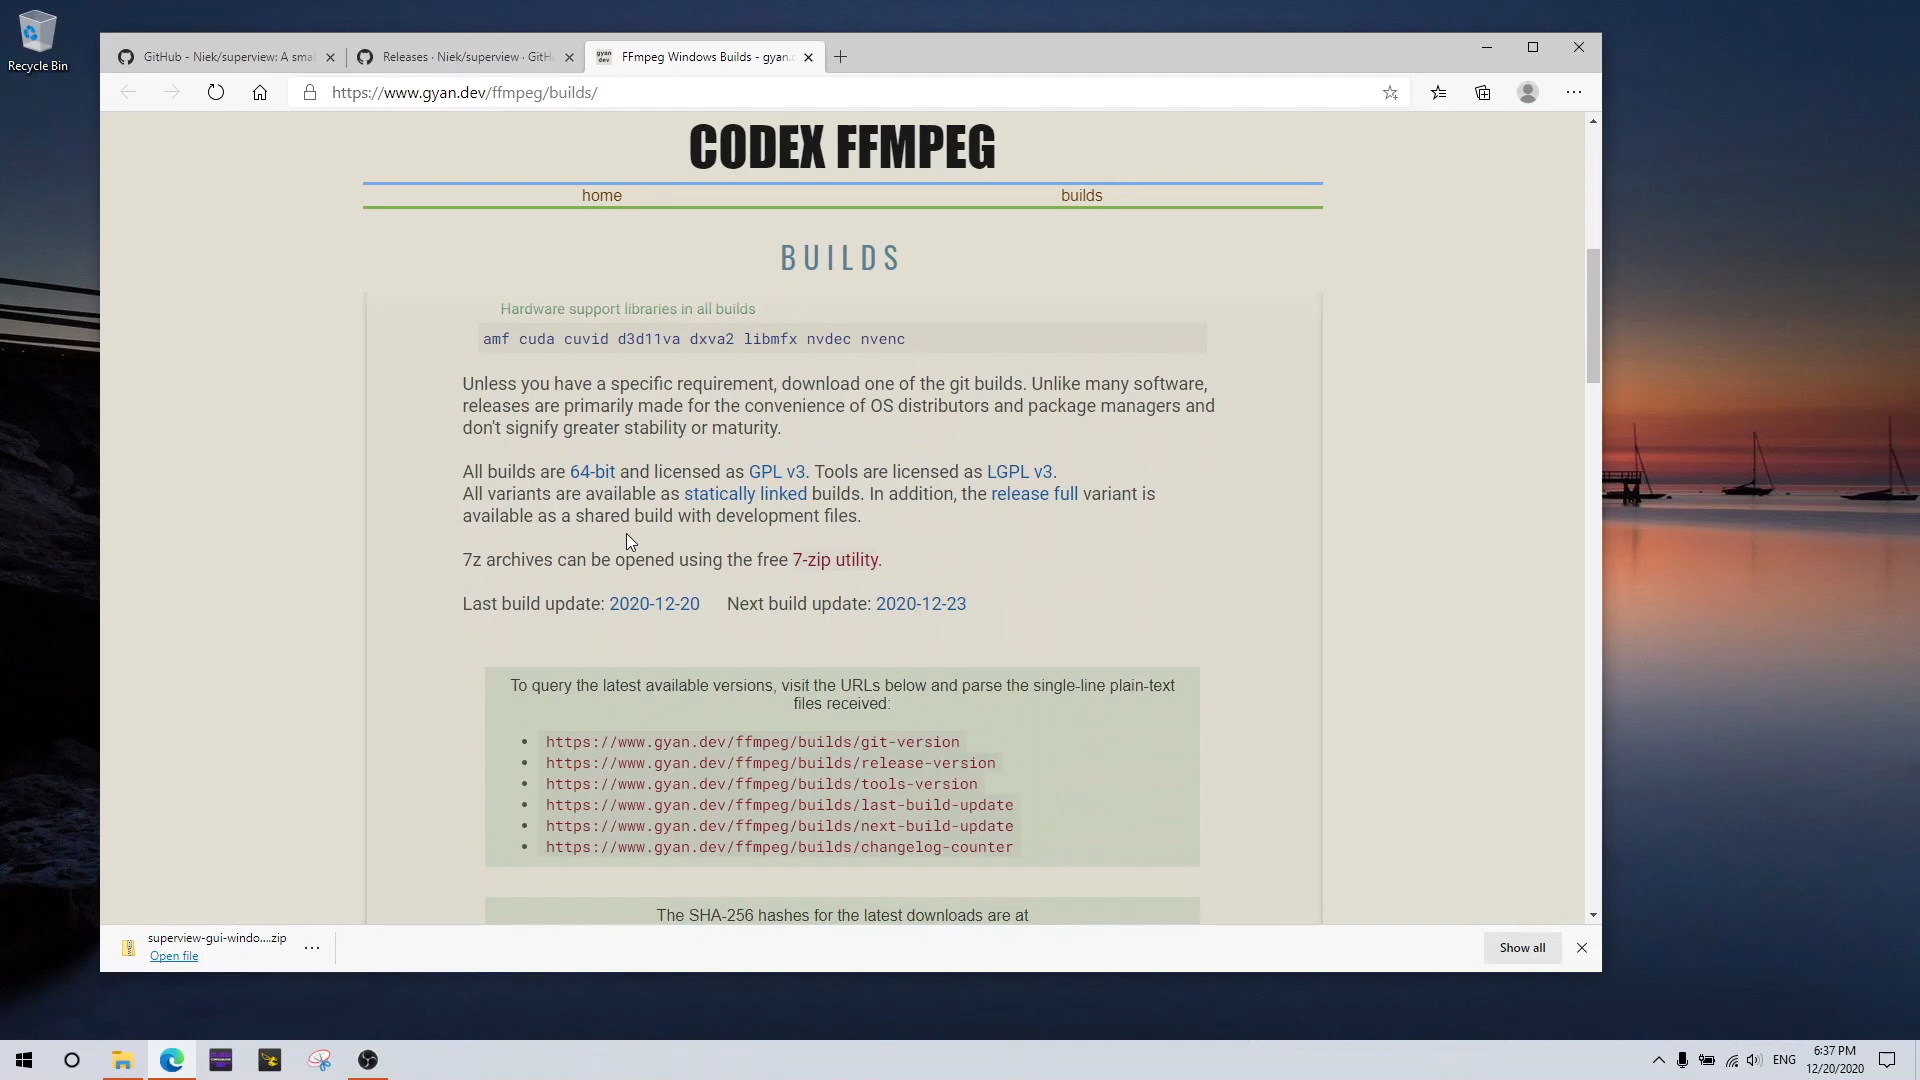 Recycle Bin
GitHub - Niek/superview: A smal
Releases · Niek/superview · GitHu
gyan dev
FFmpeg Windows Builds - gyan.d
https://www.gyan.dev/ffmpeg/builds/
CODEX FFMPEG
home
builds
BUILDS
Hardware support libraries in all builds
amf cuda cuvid d3d11va dxva2 libmfx nvdec nvenc
Unless you have a specific requirement, download one of the git builds. Unlike many software,
releases are primarily made for the convenience of OS distributors and package managers and
don't signify greater stability or maturity.
All builds are 64-bit and licensed as GPL v3. Tools are licensed as LGPL v3.
All variants are available as statically linked builds. In addition, the release full variant is
available as a shared build with development files.
7z archives can be opened using the free 7-zip utility.
Last build update: 2020-12-20 Next build update: 2020-12-23
To query the latest available versions, visit the URLs below and parse the single-line plain-text
files received:
• https://www.gyan.dev/ffmpeg/builds/git-version
• https://www.gyan.dev/ffmpeg/builds/release-version
• https://www.gyan.dev/ffmpeg/builds/tools-version
• https://www.gyan.dev/ffmpeg/builds/last-build-update
• https://www.gyan.dev/ffmpeg/builds/next-build-update
• https://www.gyan.dev/ffmpeg/builds/changelog-counter
The SHA-256 hashes for the latest downloads are at
superview-gui-windo....zip
Open file
Show all
ENG
6:37 PM
12/20/2020